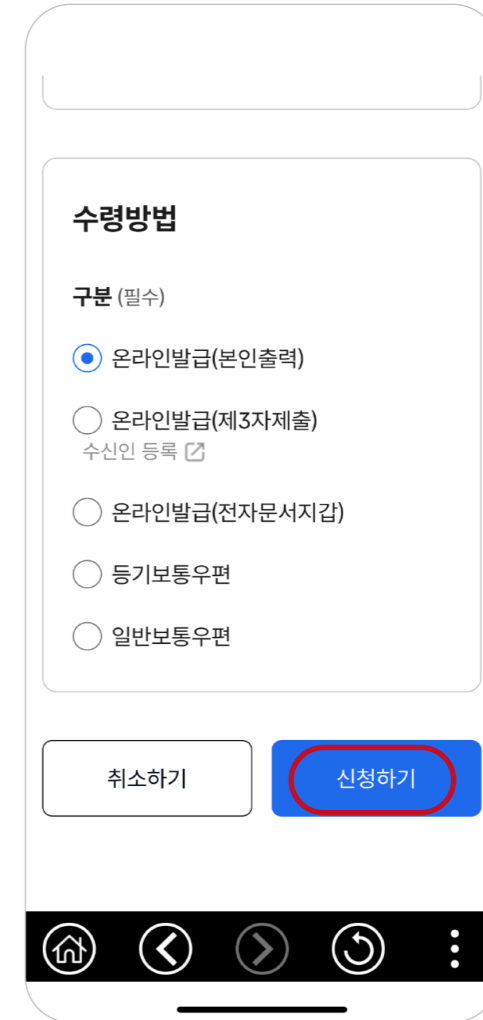 수령방법
구분 (필수)
온라인발급(본인출력)
온라인발급(제3자제출)
수신인 등록
온라인발급(전자문서지갑)
등기보통우편
일반보통우편
취소하기 신청하기